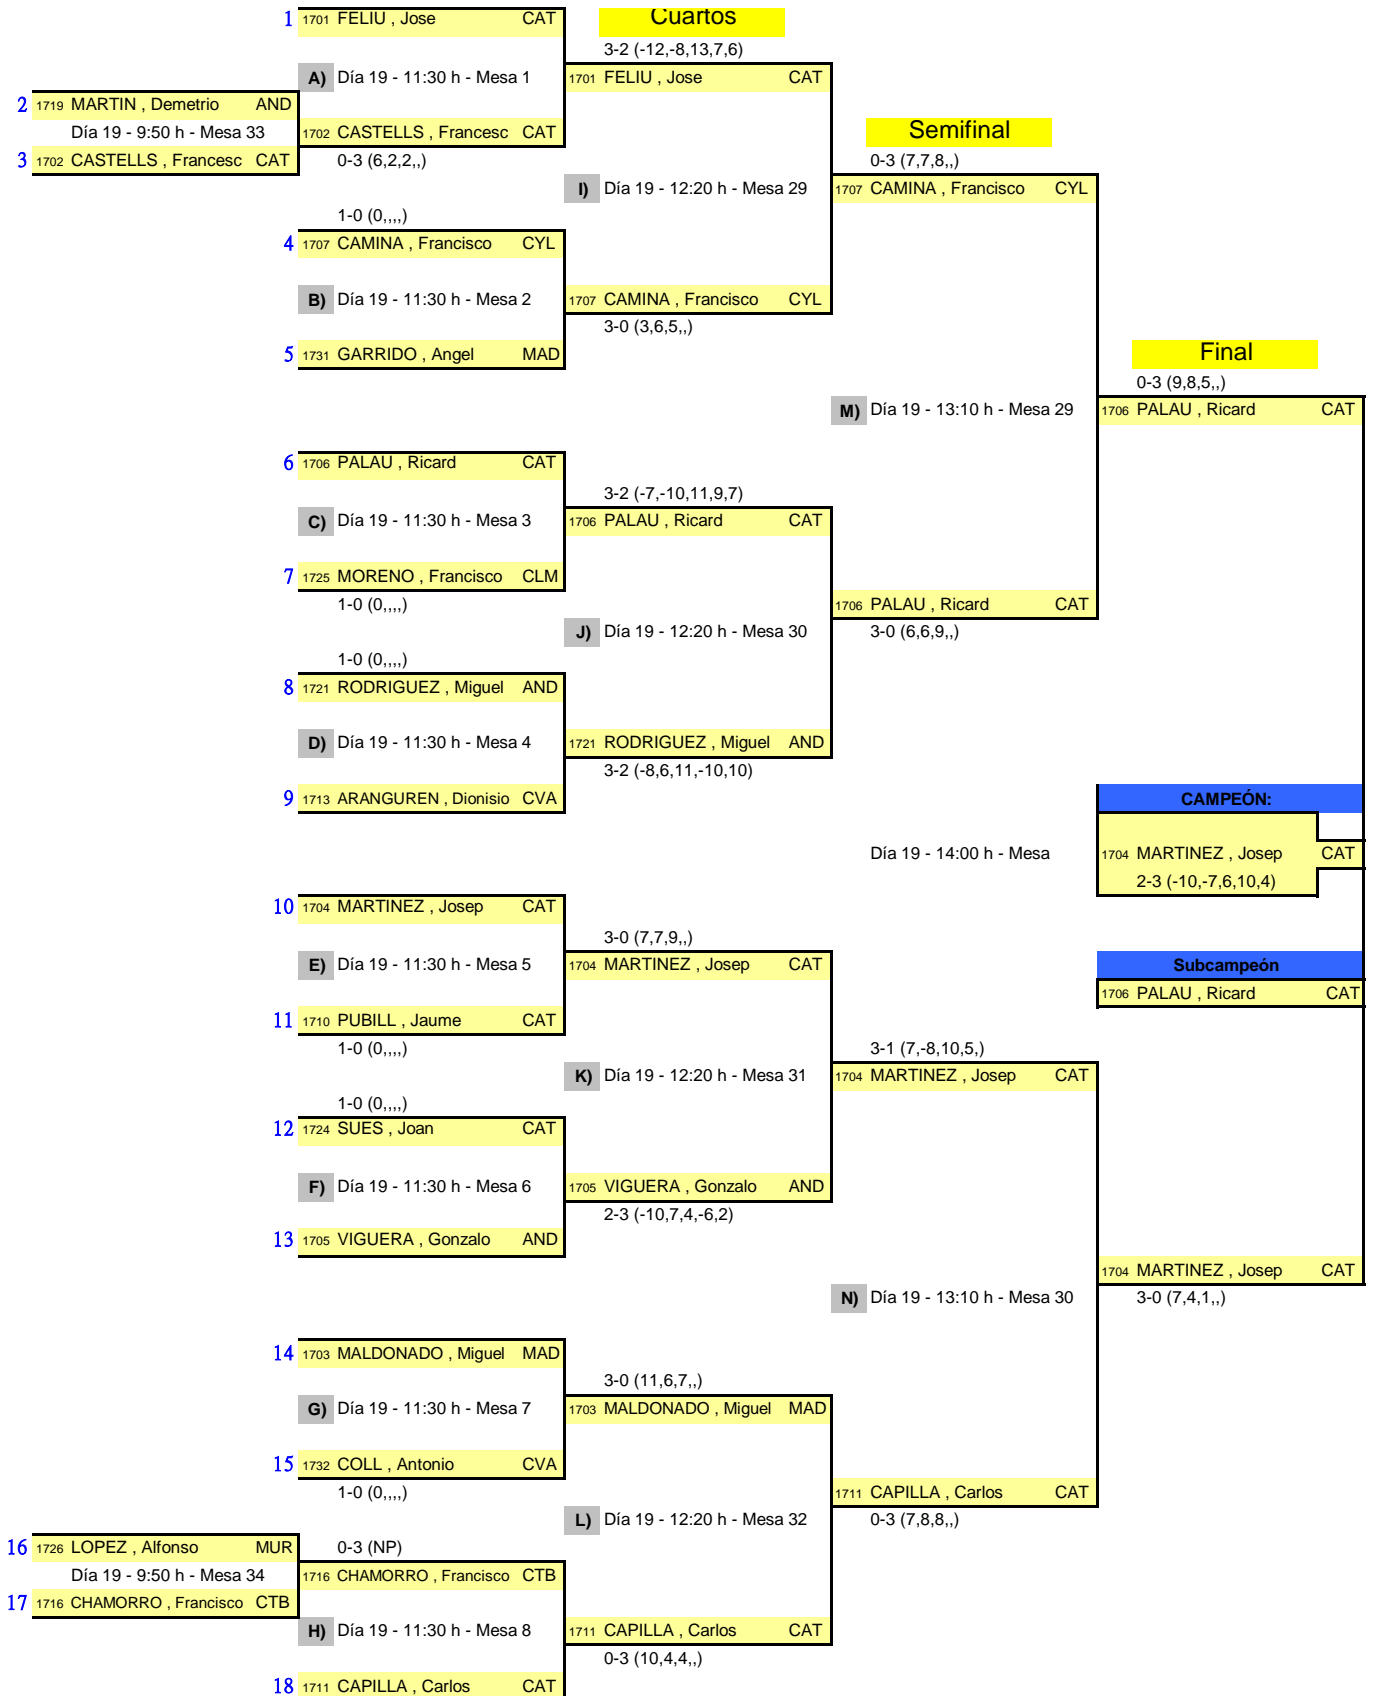 1 1701 FELIU , Jose CAT
Cuartos
3-2 (-12,-8,13,7,6)
A) Día 19 - 11:30 h - Mesa 1
1701 FELIU , Jose CAT
2 1719 MARTIN , Demetrio AND
Día 19 - 9:50 h - Mesa 33
1702 CASTELLS , Francesc CAT
Semifinal
3 1702 CASTELLS , Francesc CAT
0-3 (6,2,2,,)
0-3 (7,7,8,,)
I) Día 19 - 12:20 h - Mesa 29
1707 CAMINA , Francisco CYL
1-0 (0,,,,)
4 1707 CAMINA , Francisco CYL
B) Día 19 - 11:30 h - Mesa 2
1707 CAMINA , Francisco CYL
3-0 (3,6,5,,)
5 1731 GARRIDO , Angel MAD
Final
0-3 (9,8,5,,)
M) Día 19 - 13:10 h - Mesa 29
1706 PALAU , Ricard CAT
6 1706 PALAU , Ricard CAT
3-2 (-7,-10,11,9,7)
C) Día 19 - 11:30 h - Mesa 3
1706 PALAU , Ricard CAT
7 1725 MORENO , Francisco CLM
1-0 (0,,,,)
1706 PALAU , Ricard CAT
J) Día 19 - 12:20 h - Mesa 30
3-0 (6,6,9,,)
1-0 (0,,,,)
8 1721 RODRIGUEZ , Miguel AND
D) Día 19 - 11:30 h - Mesa 4
1721 RODRIGUEZ , Miguel AND
3-2 (-8,6,11,-10,10)
9 1713 ARANGUREN , Dionisio CVA
CAMPEÓN:
Día 19 - 14:00 h - Mesa
1704 MARTINEZ , Josep CAT
2-3 (-10,-7,6,10,4)
10 1704 MARTINEZ , Josep CAT
3-0 (7,7,9,,)
E) Día 19 - 11:30 h - Mesa 5
1704 MARTINEZ , Josep CAT
Subcampeón
1706 PALAU , Ricard CAT
11 1710 PUBILL , Jaume CAT
1-0 (0,,,,)
3-1 (7,-8,10,5,)
K) Día 19 - 12:20 h - Mesa 31
1704 MARTINEZ , Josep CAT
1-0 (0,,,,)
12 1724 SUES , Joan CAT
F) Día 19 - 11:30 h - Mesa 6
1705 VIGUERA , Gonzalo AND
2-3 (-10,7,4,-6,2)
13 1705 VIGUERA , Gonzalo AND
1704 MARTINEZ , Josep CAT
N) Día 19 - 13:10 h - Mesa 30
3-0 (7,4,1,,)
14 1703 MALDONADO , Miguel MAD
3-0 (11,6,7,,)
G) Día 19 - 11:30 h - Mesa 7
1703 MALDONADO , Miguel MAD
15 1732 COLL , Antonio CVA
1-0 (0,,,,)
1711 CAPILLA , Carlos CAT
L) Día 19 - 12:20 h - Mesa 32
0-3 (7,8,8,,)
16 1726 LOPEZ , Alfonso MUR
0-3 (NP)
Día 19 - 9:50 h - Mesa 34
1716 CHAMORRO , Francisco CTB
17 1716 CHAMORRO , Francisco CTB
H) Día 19 - 11:30 h - Mesa 8
1711 CAPILLA , Carlos CAT
0-3 (10,4,4,,)
18 1711 CAPILLA , Carlos CAT